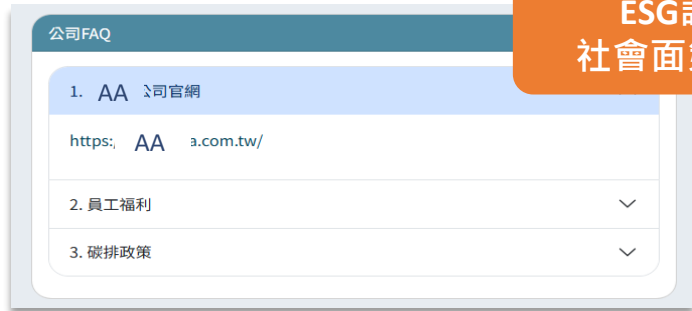 ESG
社會面
公司FAQ
1. AA 公司官網
https: AA a.com.tw/
2. 員工福利
3. 碳排政策